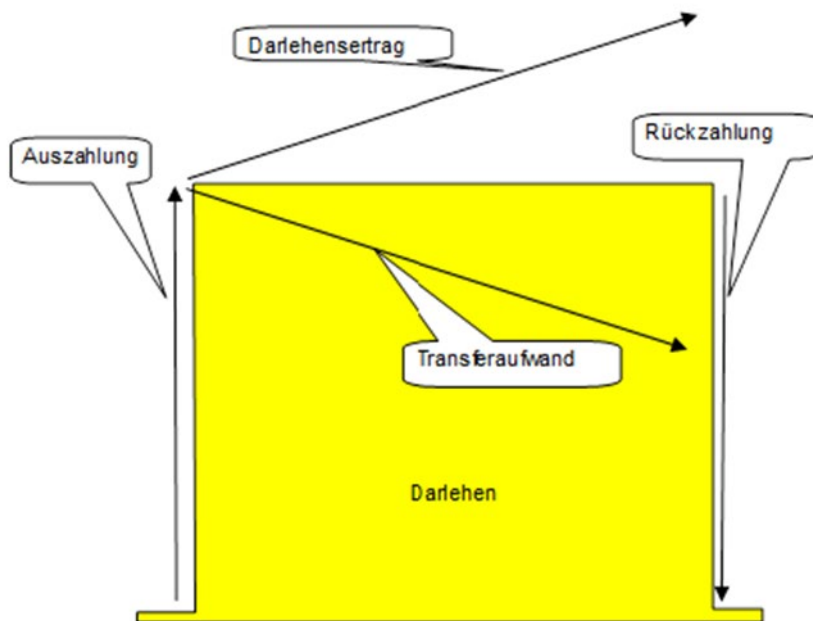 Darlehensertrag
Auszahlung
Rückzahlung
Transferaufwand
Darlehen